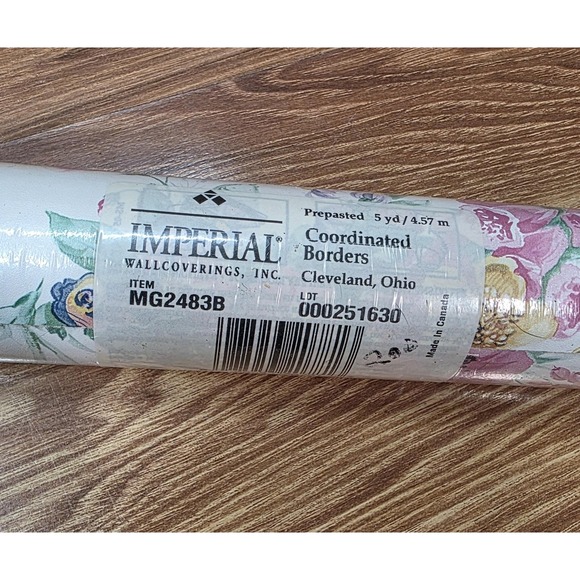 IMPERIAL®
WALLCOVERINGS, INC.
ITEM
MG2483B
Prepasted 5 yd / 4.57 m
Coordinated
Borders
Cleveland, Ohio
LOT
000251630
Made in Canada